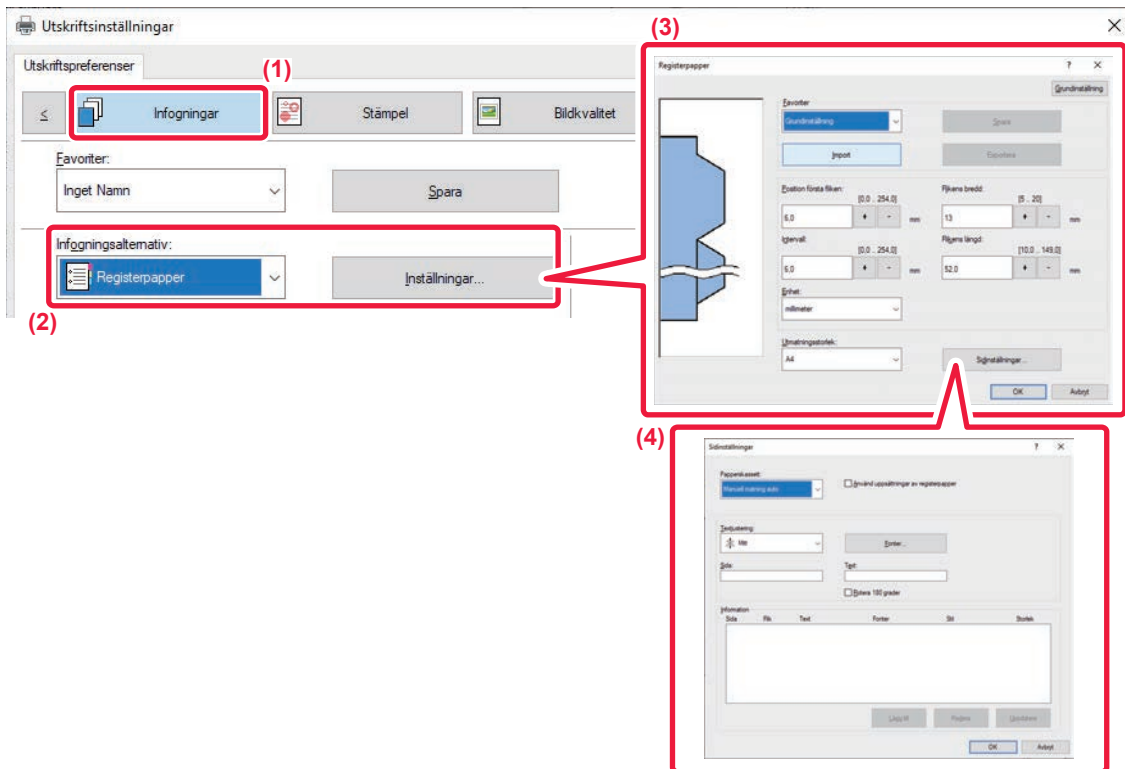 Utskriftsinställningar
Utskriftspreferenser
(1)
≤ Infogningar Stämpel Bildkvalitet
Favoriter:
Inget Namn Spara
Infogningsalternativ:
Registerpapper Inställningar...
(2)
(3)
Registerpapper ? ×
Grundinställning
Favoriter
Grundinställning Spara
Import Exportera
Position första fliken: Flikens bredd:
[0,0 .. 254,0] [5 .. 20]
6,0 + - mm 13 + - mm
Intervall: Flikens längd:
[0,0 .. 254,0] [10,0 .. 149,0]
6,0 + - mm 52,0 + - mm
Enhet:
millimeter
Utmatningsstorlek:
A4 Sidinställningar...
OK Avbryt
(4)
Sidinställningar ? ×
Papperskassett:
Manuell matning auto Använd uppsättningar av registerpapper
Textjustering:
Mitt Fonter...
Sida: Text:
Rotera 180 grader
Information
Sida Flik Text Fonter Stil Storlek
Lägg till Radera Uppdatera
OK Avbryt